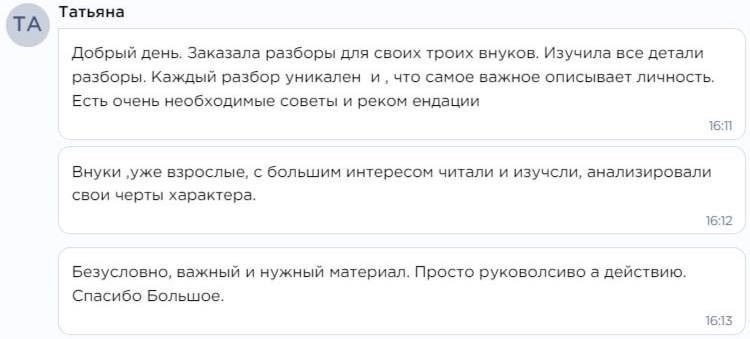 Татьяна
ТА
Добрый день. Заказала разборы для своих троих внуков. Изучила все детали
разборы. Каждый разбор уникален и , что самое важное описывает личность.
Есть очень необходимые советы и реком ендации
16:11
Внуки ,уже взрослые, с большим интересом читали и изучсли, анализировали
свои черты характера.
16:12
Безусловно, важный и нужный материал. Просто руководсиво а действию.
Спасибо Большое.
16:13